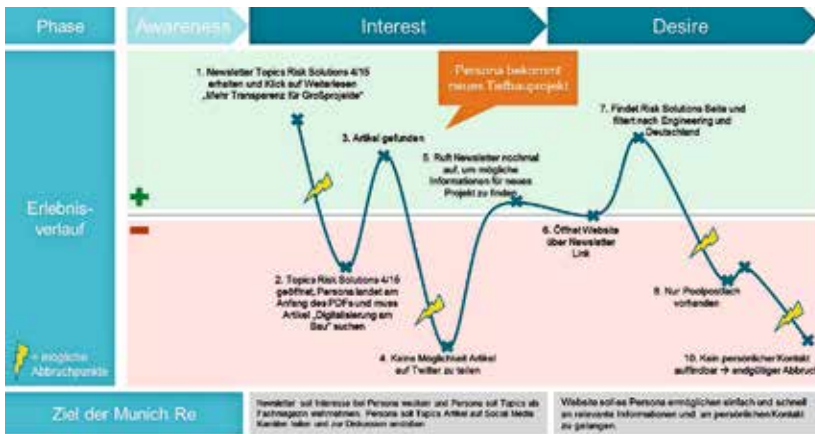 Phase
Awareness
Interest
Desire
1. Newsletter Topics Risk Solutions 4/15
erhalten und Klick auf Weiterlesen
„Mehr Transparenz für Großprojekte“
Persona bekommt
neues Tiefbauprojekt
7. Findet Risk Solutions Seite und
filtert nach Engineering und
Deutschland
3. Artikel gefunden
5. Ruft Newsletter nochmal
auf, um mögliche
Informationen für neues
Projekt zu finden
+
Erlebnis-
verlauf
-
6. Öffnet Website
über Newsletter
Link
2. Topics Risk Solutions 4/15
geöffnet, Persona landet am
Anfang des PDFs und muss
Artikel „Digitalisierung am
Bau“ suchen
Nur Poolpostfach
vorhanden
4. Keine Möglichkeit Artikel
auf Twitter zu teilen
10. Kein persönlicher Kontakt
auffindbar → endgültiger Abbruch
= mögliche
Abbruchpunkte
Ziel der Munich Re
Newsletter soll Interesse bei Persona wecken und Persona soll Topics als
Fachmagazin wahrnehmen. Persona soll Topics Artikel auf Social Media
Kanälen teilen und zur Diskussion anstoßen
Website soll es Persona ermöglichen einfach und schnell
an relevante Informationen und an persönlichen Kontakt
zu gelangen.